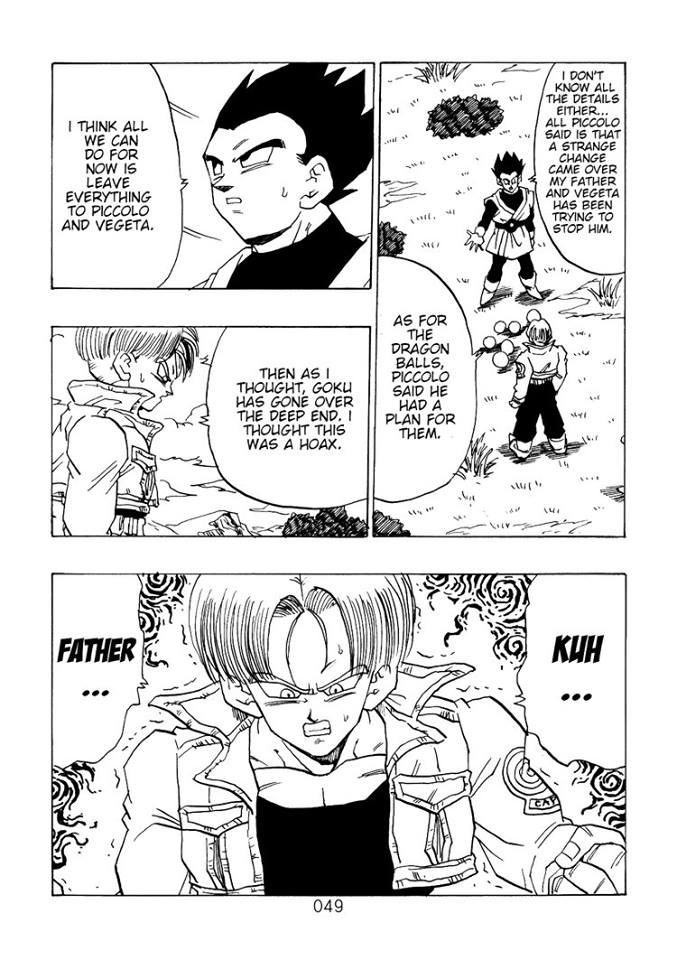 I DON'T
KNOW ALL
THE DETAILS
EITHER...
ALL PICCOLO
SAID IS THAT
A STRANGE
CHANGE
CAME OVER
MY FATHER
AND VEGETA
HAS BEEN
TRYING TO
STOP HIM.
AS FOR
THE
DRAGON
BALLS,
PICCOLO
SAID HE
HAD A
PLAN FOR
THEM.
I THINK ALL
WE CAN
DO FOR
NOW IS
LEAVE
EVERYTHING
TO PICCOLO
AND VEGETA.
THEN AS I
THOUGHT, GOKU
HAS GONE OVER
THE DEEP END. I
THOUGHT THIS
WAS A HOAX.
KUH
...
FATHER
...
049